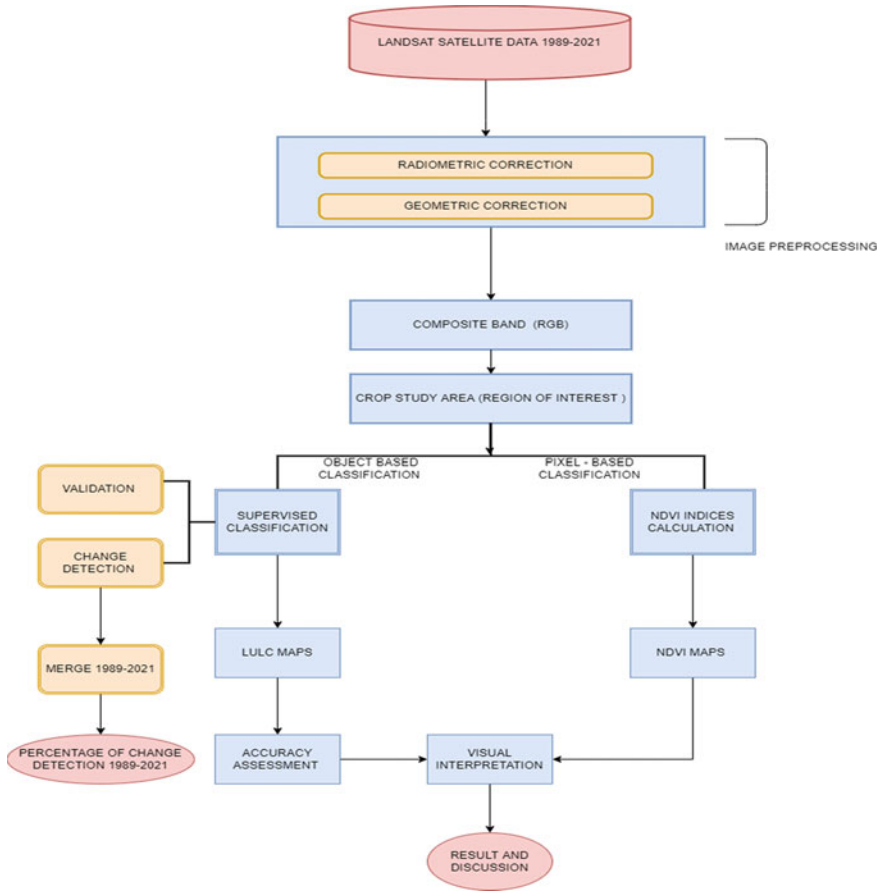 LANDSAT SATELLITE DATA 1989-2021
RADIOMETRIC CORRECTION
GEOMETRIC CORRECTION
IMAGE PREPROCESSING
COMPOSITE BAND (RGB)
CROP STUDY AREA (REGION OF INTEREST )
OBJECT BASED
CLASSIFICATION
PIXEL - BASED
CLASSIFICATION
VALIDATION
SUPERVISED
CLASSIFICATION
NDVI INDICES
CALCULATION
CHANGE
DETECTION
MERGE 1989-2021
LULC MAPS
NDVI MAPS
PERCENTAGE OF CHANGE
DETECTION 1989-2021
ACCURACY
ASSESSMENT
VISUAL
INTERPRETATION
RESULT AND
DISCUSSION